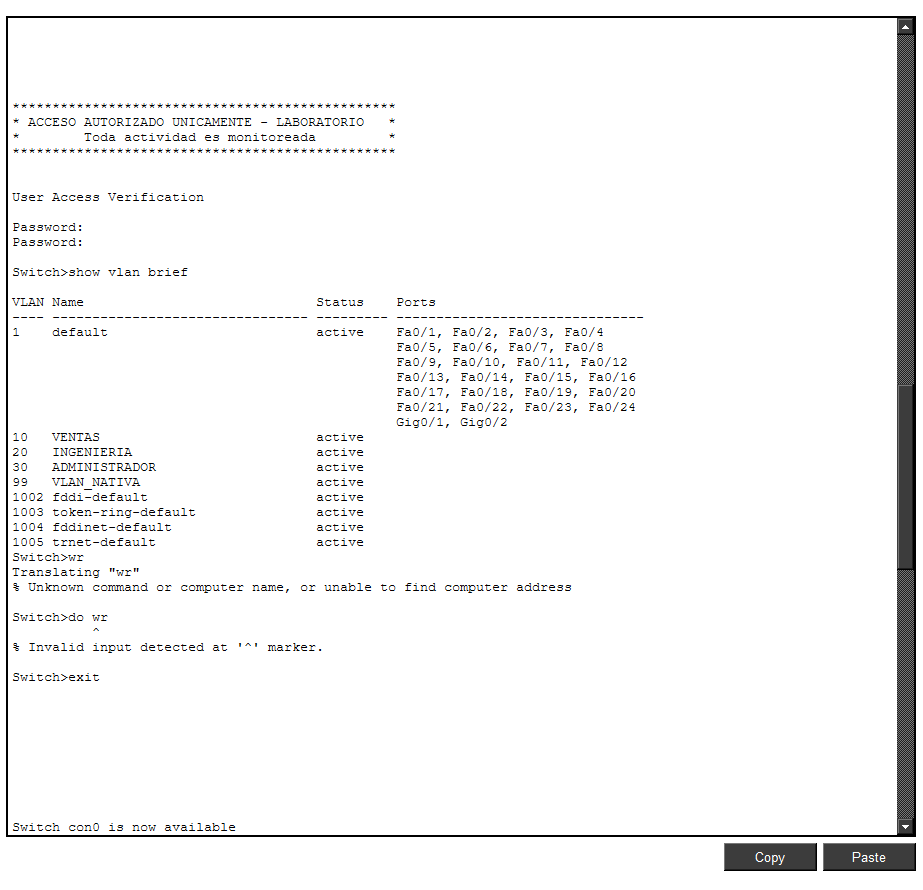 ************************************************
* ACCESO AUTORIZADO UNICAMENTE - LABORATORIO   *
*        Toda actividad es monitoreada         *
************************************************
User Access Verification
Password:
Password:
Switch>show vlan brief
VLAN Name                             Status    Ports
---- -------------------------------- --------- -------------------------------
1    default                          active    Fa0/1, Fa0/2, Fa0/3, Fa0/4
                                                Fa0/5, Fa0/6, Fa0/7, Fa0/8
                                                Fa0/9, Fa0/10, Fa0/11, Fa0/12
                                                Fa0/13, Fa0/14, Fa0/15, Fa0/16
                                                Fa0/17, Fa0/18, Fa0/19, Fa0/20
                                                Fa0/21, Fa0/22, Fa0/23, Fa0/24
                                                Gig0/1, Gig0/2
10   VENTAS                           active
20   INGENIERIA                       active
30   ADMINISTRADOR                    active
99   VLAN_NATIVA                      active
1002 fddi-default                     active
1003 token-ring-default               active
1004 fddinet-default                  active
1005 trnet-default                    active
Switch>wr
Translating "wr"
% Unknown command or computer name, or unable to find computer address
Switch>do wr
          ^
% Invalid input detected at '^' marker.
Switch>exit
Switch con0 is now available
Copy
Paste